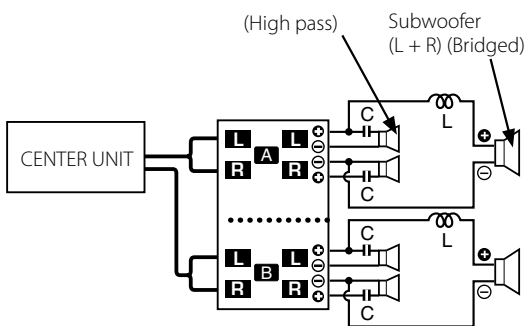 (High pass)
Subwoofer
(L + R) (Bridged)
C
L
CENTER UNIT
L
L
⊕
⊖
⊕
A
R
R
⊖
⊕
⊖
C
C
L
L
L
⊕
⊖
⊕
B
R
R
⊖
⊕
⊖
C